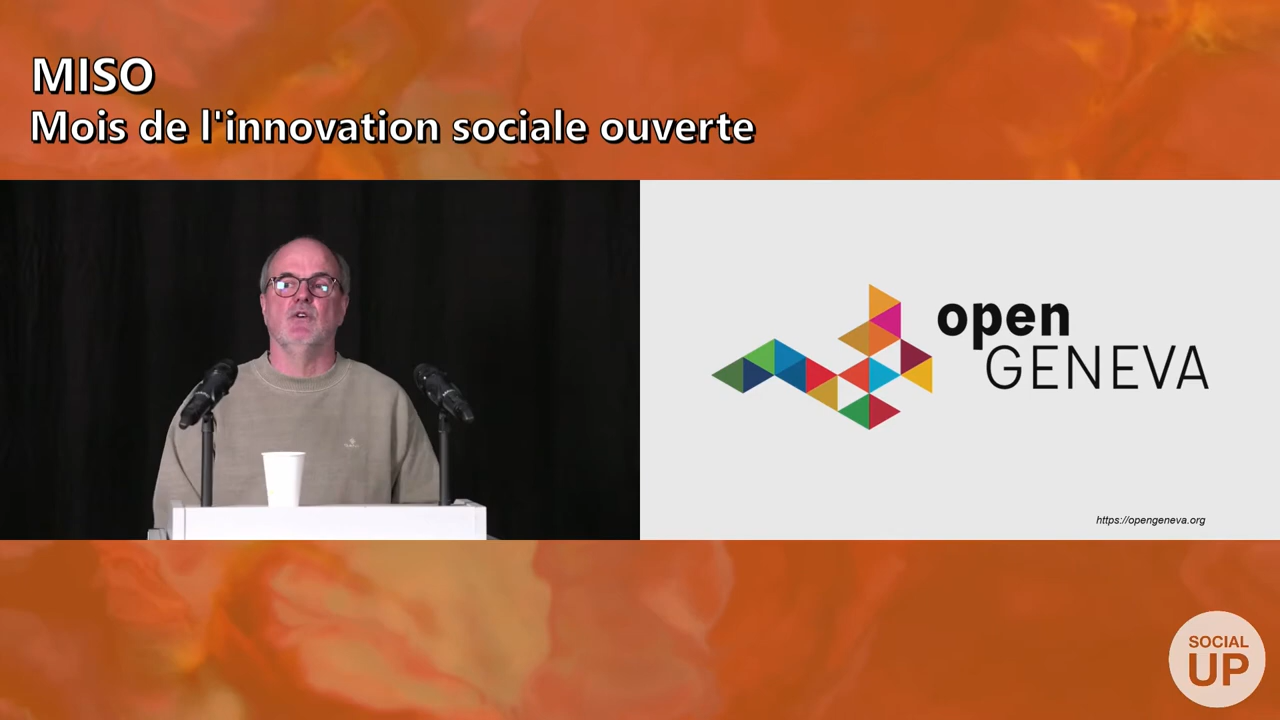 MISO
Mois de l'innovation sociale ouverte
open
GENEVA
https://opengeneva.org
SOCIAL
UP